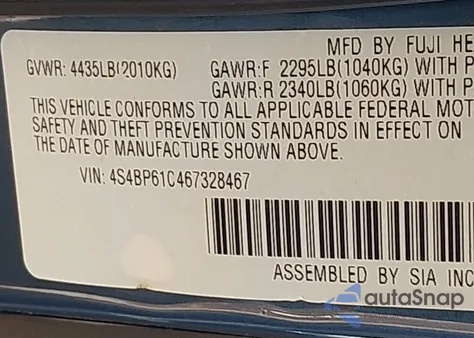 MFD BY FUJI HE
GVWR: 4435LB(2010KG) GAWR:F 2295LB(1040KG) WITH P
GAWR:R 2340LB(1060KG) WITH P
THIS VEHICLE CONFORMS TO ALL APPLICABLE FEDERAL MOT
SAFETY AND THEFT PREVENTION STANDARDS IN EFFECT ON
THE DATE OF MANUFACTURE SHOWN ABOVE.
VIN: 4S4BP61C467328467
ASSEMBLED BY SIA INC
autoSnap